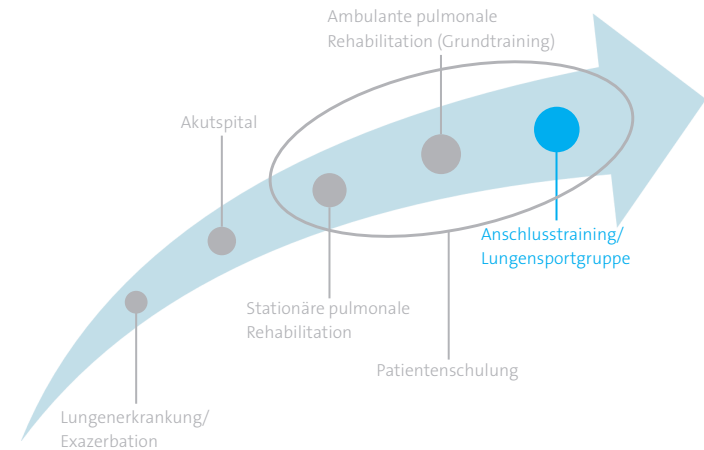 Ambulante pulmonale
Rehabilitation (Grundtraining)
Akutspital
Anschlusstraining/
Lungensportgruppe
Stationäre pulmonale
Rehabilitation
Patientenschulung
Lungenerkrankung/
Exazerbation